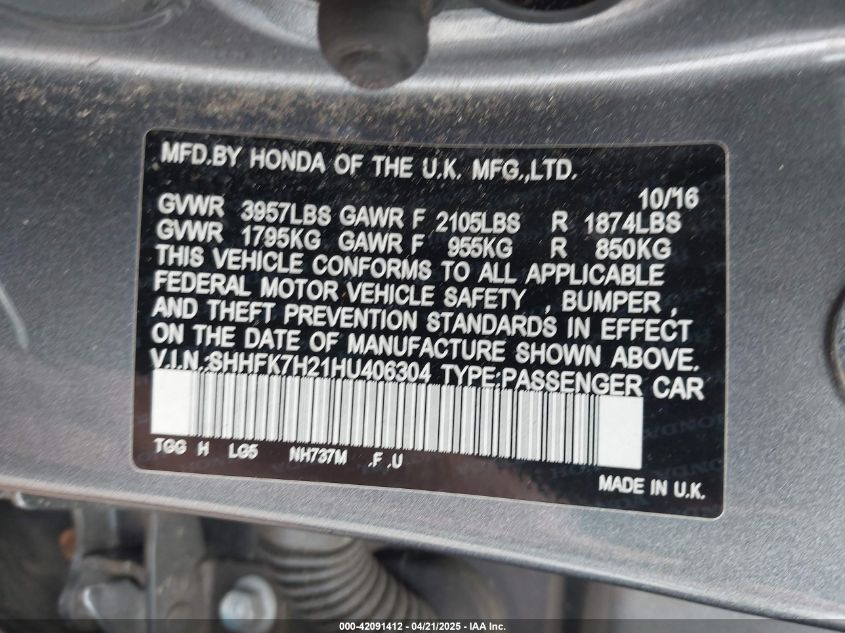 MFD.BY HONDA OF THE U.K. MFG.,LTD.
10/'16
GVWR 3957LBS GAWR F 2105LBS R 1874LBS
GVWR 1795KG GAWR F 955KG R 850KG
THIS VEHICLE CONFORMS TO ALL APPLICABLE
FEDERAL MOTOR VEHICLE SAFETY , BUMPER ,
AND THEFT PREVENTION STANDARDS IN EFFECT
ON THE DATE OF MANUFACTURE SHOWN ABOVE.
V.I.N.:SHHFK7H21HU406304 TYPE:PASSENGER CAR
TGG H LG5 NH737M .F ,U
MADE IN U.K.
000-42091412 - 04/21/2025 - IAA Inc.